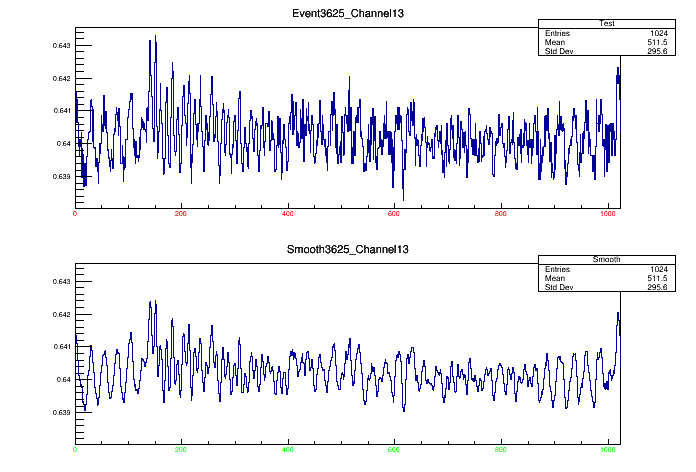 Event3625_Channel13
Test
Entries 1024
Mean 511.5
Std Dev 295.6
0.643
0.642
0.641
0.64
0.639
0 200 400 600 800 1000
Smooth3625_Channel13
Smooth
Entries 1024
Mean 511.5
Std Dev 295.6
0.643
0.642
0.641
0.64
0.639
0 200 400 600 800 1000